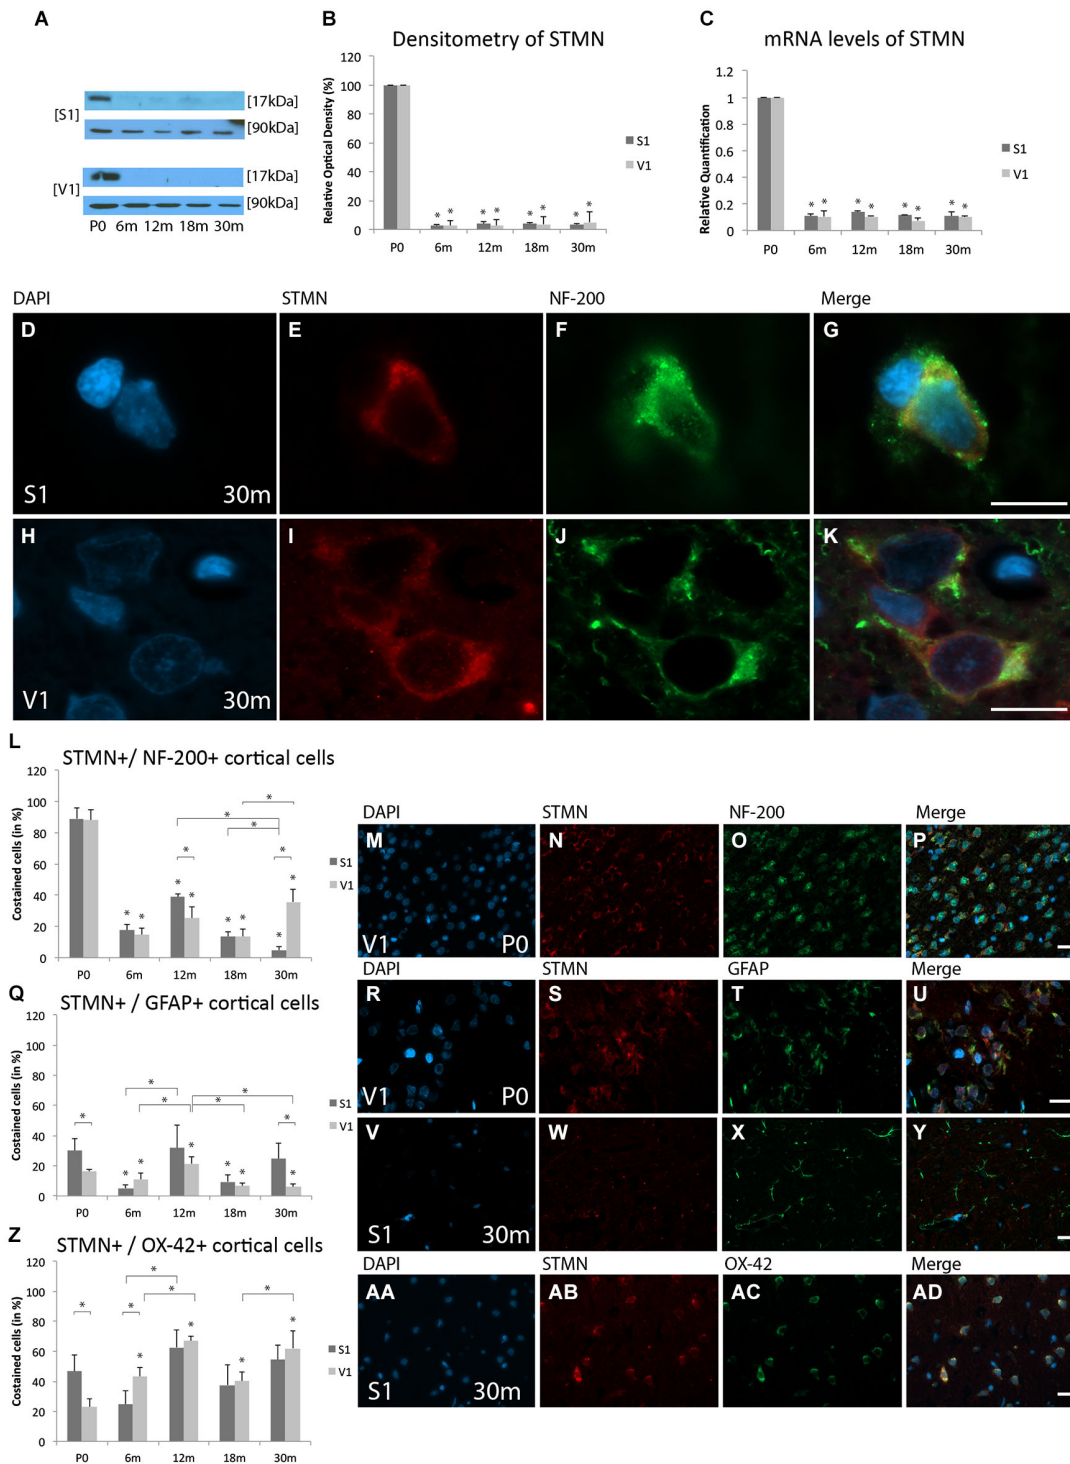 A
[S1]
[17kDa]
[90kDa]
[V1]
[17kDa]
[90kDa]
P0 6m 12m 18m 30m
B
Densitometry of STMN
Relative Optical Density (%)
120
100
80
60
40
20
0
* * * * * * * *
P0 6m 12m 18m 30m
S1
V1
C
mRNA levels of STMN
Relative Quantification
1.2
1
0.8
0.6
0.4
0.2
0
* * * * * * * *
P0 6m 12m 18m 30m
S1
V1
DAPI STMN NF-200 Merge
D E F G
S1 30m
H I J K
V1 30m
L
STMN+/ NF-200+ cortical cells
Costained cells (in %)
120
100
80
60
40
20
0
* * * * * * * * * * * *
P0 6m 12m 18m 30m
S1
V1
DAPI STMN NF-200 Merge
M N O P
V1 P0
Q
STMN+ / GFAP+ cortical cells
Costained cells (in %)
120
100
80
60
40
20
0
* * * * * * * * * * * *
P0 6m 12m 18m 30m
S1
V1
DAPI STMN GFAP Merge
R S T U
V1 P0
V W X Y
S1 30m
Z
STMN+ / OX-42+ cortical cells
Costained cells (in %)
120
100
80
60
40
20
0
* * * * * * * * *
P0 6m 12m 18m 30m
S1
V1
DAPI STMN OX-42 Merge
AA AB AC AD
S1 30m